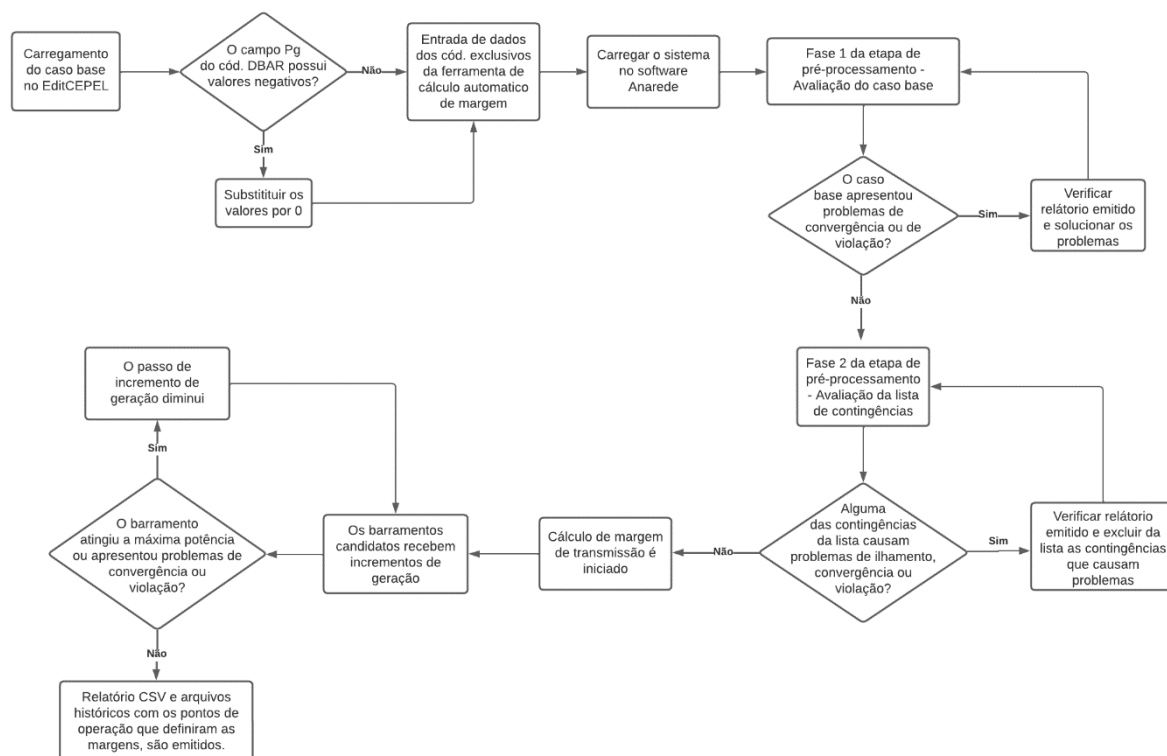 Carregamento
do caso base
no EditCEPEL
O campo Pg
do cód. DBAR possui
valores negativos?
Não
Sim
Substitituir os
valores por 0
Entrada de dados
dos cód. exclusivos
da ferramenta de
cálculo automatico
de margem
Carregar o sistema
no software
Anarede
Fase 1 da etapa de
pré-processamento -
Avaliação do caso base
O caso
base apresentou
problemas de
convergência ou de
violação?
Sim
Verificar
relátorio emitido
e solucionar os
problemas
Não
Fase 2 da etapa de
pré-processamento
- Avaliação da lista
de contingências
Alguma
das contingências
da lista causam
problemas de ilhamento,
convergência ou
violação?
Sim
Verificar relatório
emitido e excluir da
lista as contingências
que causam
problemas
Não
Cálculo de margem
de transmissão é
iniciado
Os barramentos
candidatos recebem
incrementos de
geração
O barramento
atingiu a máxima potência
ou apresentou problemas de
convergência ou
violação?
Sim
O passo de
incremento de
geração diminui
Não
Relatório CSV e arquivos
históricos com os pontos de
operação que definiram as
margens, são emitidos.